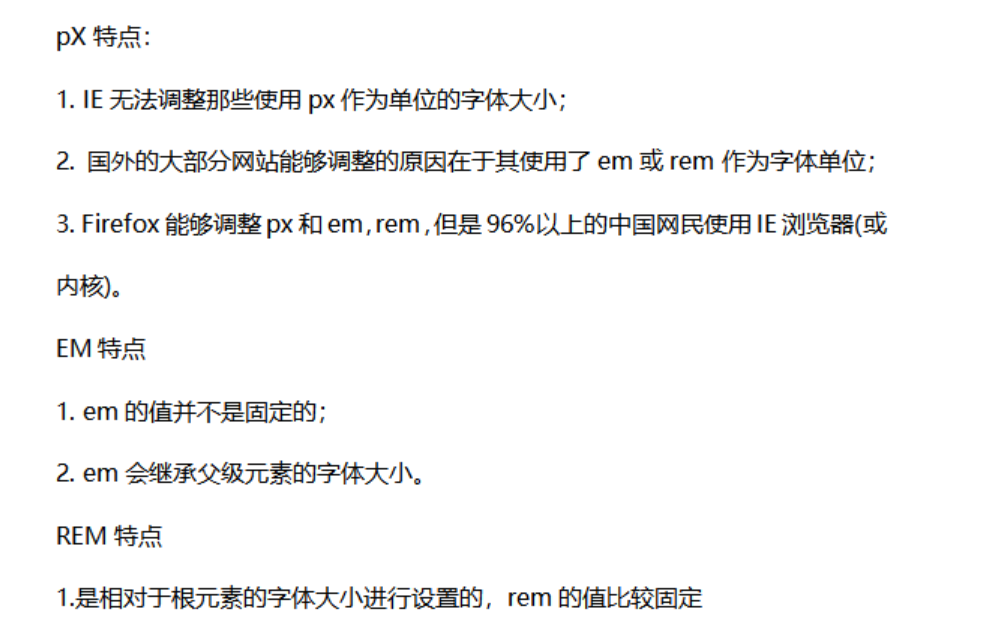 pX 特点：
1. IE 无法调整那些使用 px 作为单位的字体大小；
2. 国外的大部分网站能够调整的原因在于其使用了 em 或 rem 作为字体单位；
3. Firefox 能够调整 px 和 em,rem,但是 96%以上的中国网民使用 IE 浏览器(或
内核)。
EM 特点
1. em 的值并不是固定的；
2. em 会继承父级元素的字体大小。
REM 特点
1.是相对于根元素的字体大小进行设置的，rem 的值比较固定